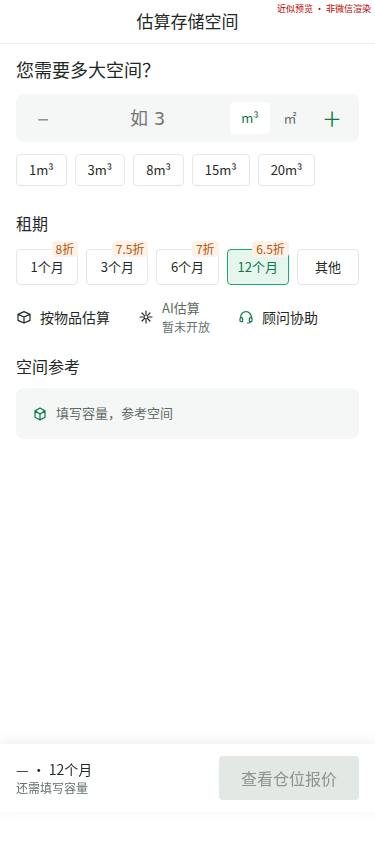 近似预览 · 非微信渲染
估算存储空间
您需要多大空间?
− 如 3 m³ ㎡ +
1m³ 3m³ 8m³ 15m³ 20m³
租期
8折 7.5折 7折 6.5折
1个月 3个月 6个月 12个月 其他
按物品估算 AI估算 顾问协助
暂未开放
空间参考
填写容量，参考空间
— · 12个月
还需填写容量
查看仓位报价